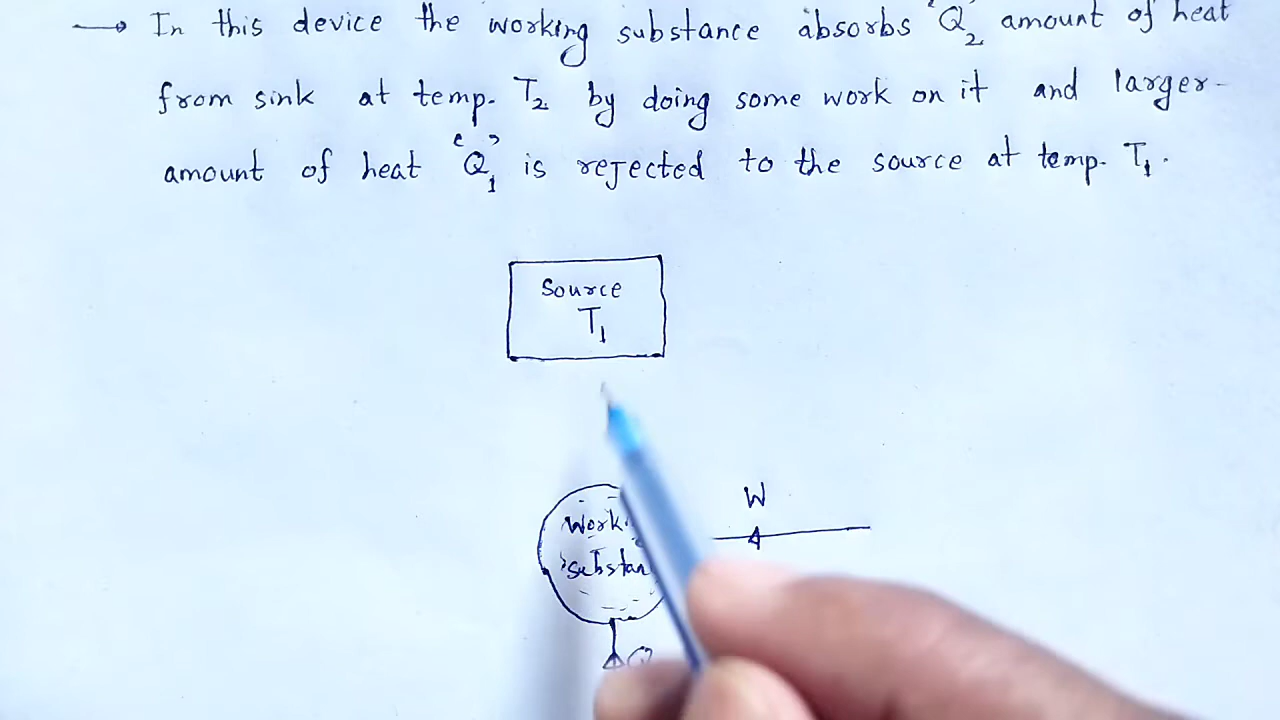 → In this device the working substance absorbs 'Q₂' amount of heat
from sink at temp. T₂ by doing some work on it and larger-
amount of heat 'Q₁' is rejected to the source at temp. T₁.
Source
T₁
W
Q